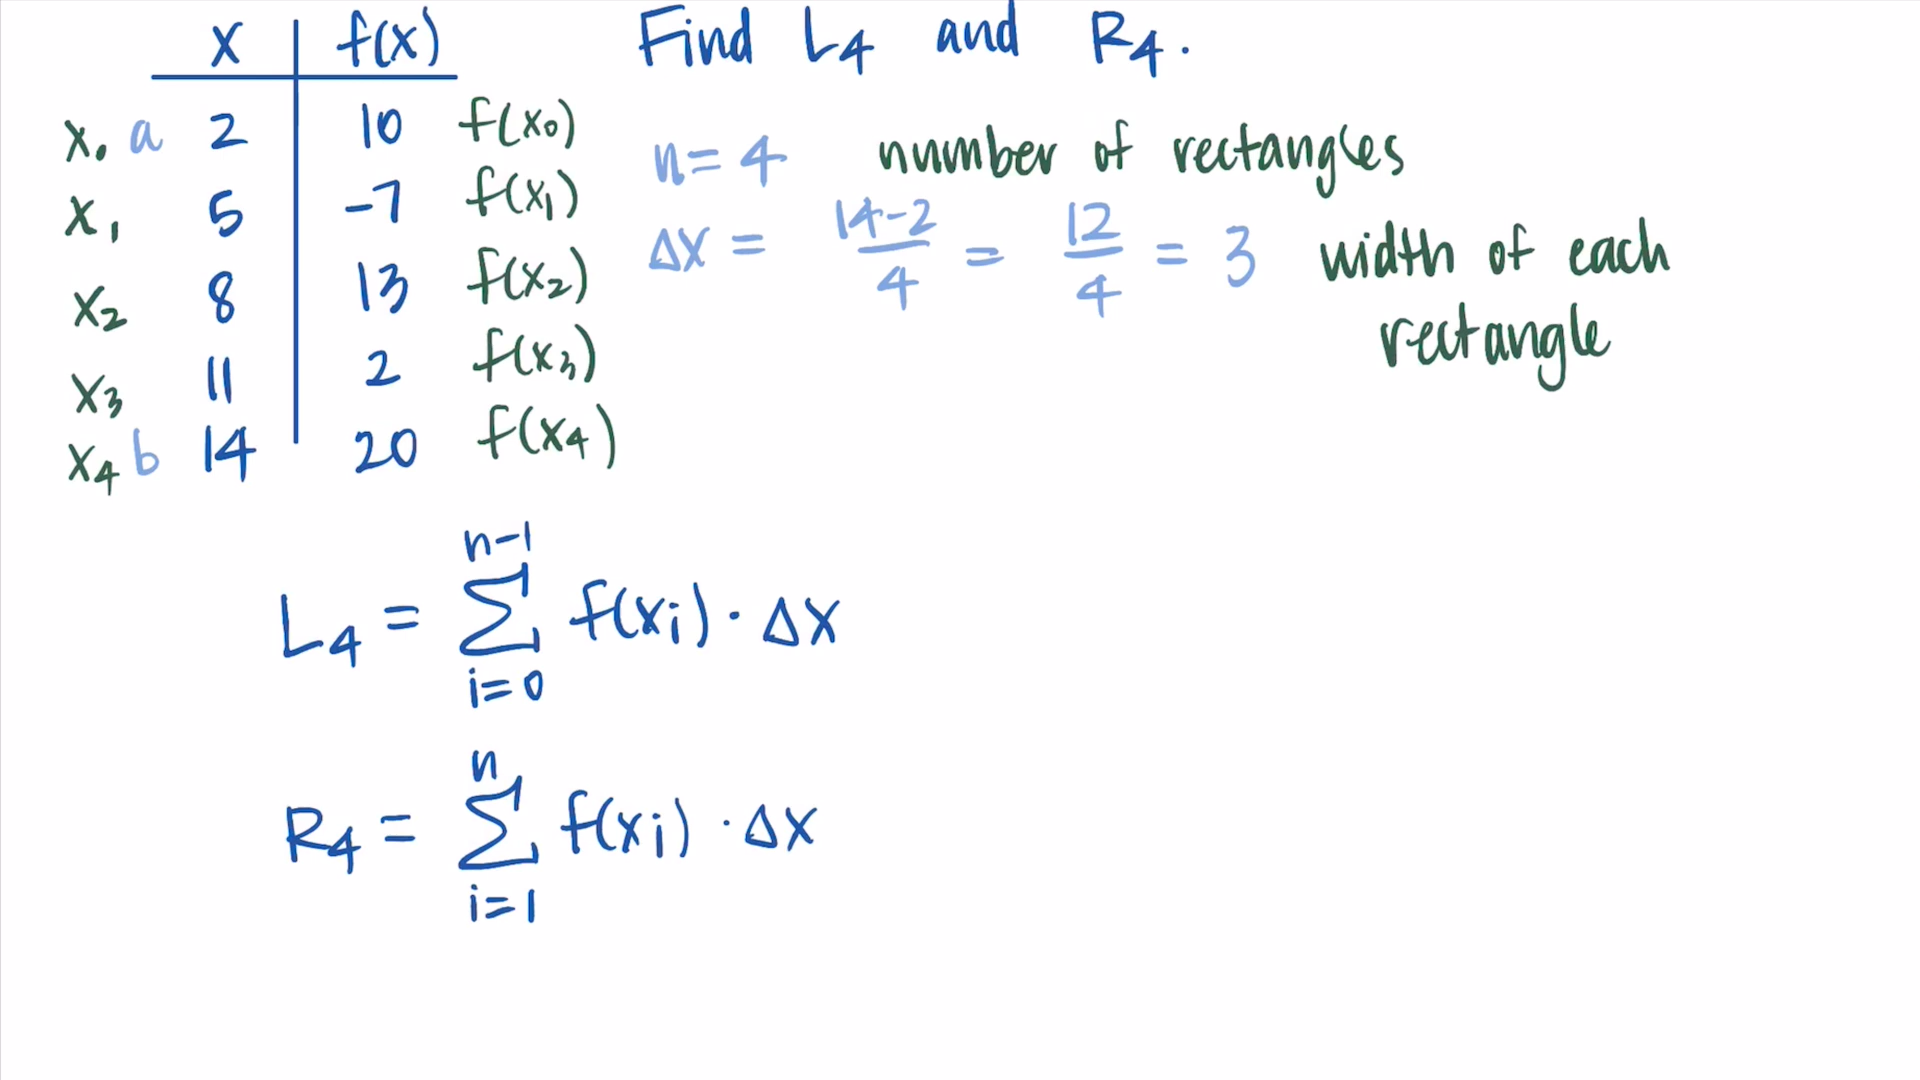 x f(x) Find L4 and R4.
x0 a 2 10 f(x0)
n=4 number of rectangles
x1 5 -7 f(x1)
Δx = 14-2/4 = 12/4 = 3 width of each rectangle
x2 8 13 f(x2)
x3 11 2 f(x3)
x4 b 14 20 f(x4)
n-1
L4 = Σ f(xi) · Δx
i=0
n
R4 = Σ f(xi) · Δx
i=1